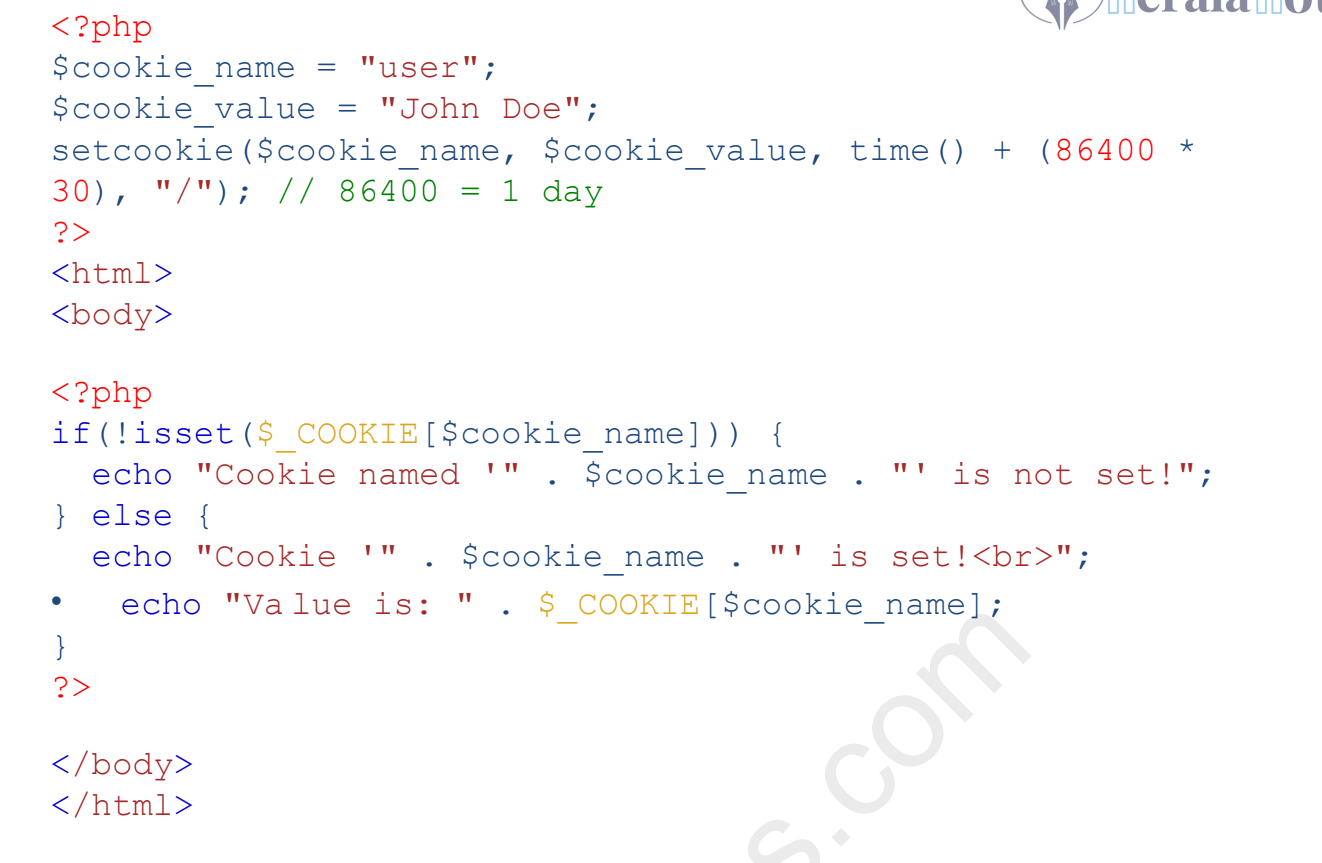 <?php
$cookie_name = "user";
$cookie_value = "John Doe";
setcookie($cookie_name, $cookie_value, time() + (86400 *
30), "/"); // 86400 = 1 day
?>
<html>
<body>
<?php
if(!isset($_COOKIE[$cookie_name])) {
echo "Cookie named '" . $cookie_name . "' is not set!";
} else {
echo "Cookie '" . $cookie_name . "' is set!<br>";
• echo "Value is: " . $_COOKIE[$cookie_name];
}
?>
</body>
</html>
s.com